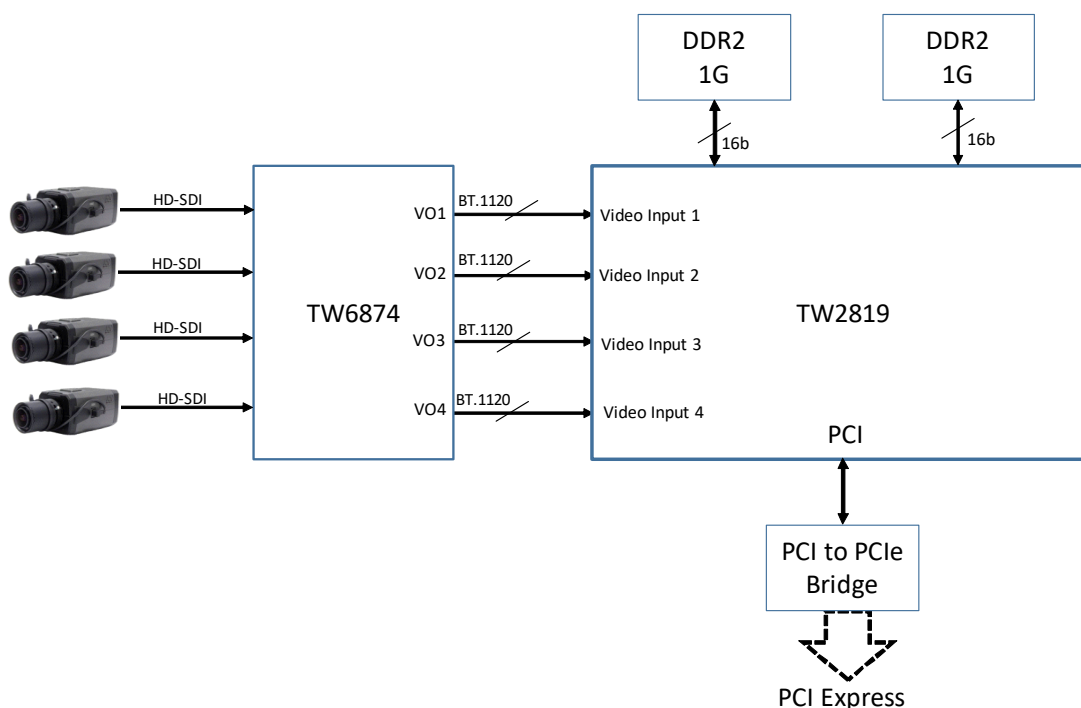 DDR2
1G
DDR2
1G
16b
16b
HD-SDI
VO1
BT.1120
Video Input 1
HD-SDI
VO2
BT.1120
Video Input 2
TW6874
TW2819
HD-SDI
VO3
BT.1120
Video Input 3
HD-SDI
VO4
BT.1120
Video Input 4
PCI
PCI to PCIe
Bridge
PCI Express